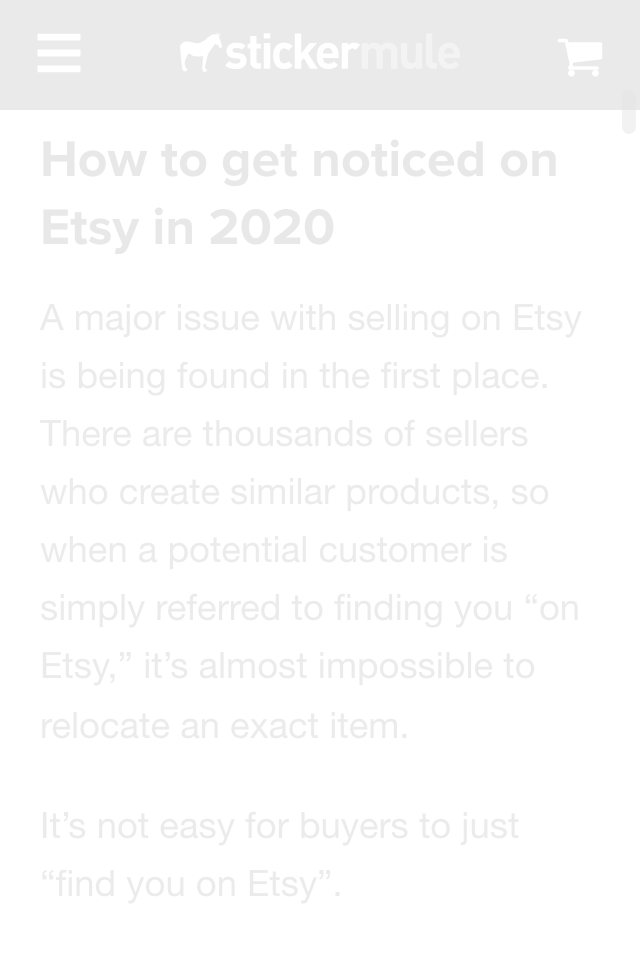 stickermule
How to get noticed on
Etsy in 2020
A major issue with selling on Etsy
is being found in the first place.
There are thousands of sellers
who create similar products, so
when a potential customer is
simply referred to finding you “on
Etsy,” it’s almost impossible to
relocate an exact item.
It’s not easy for buyers to just
“find you on Etsy”.